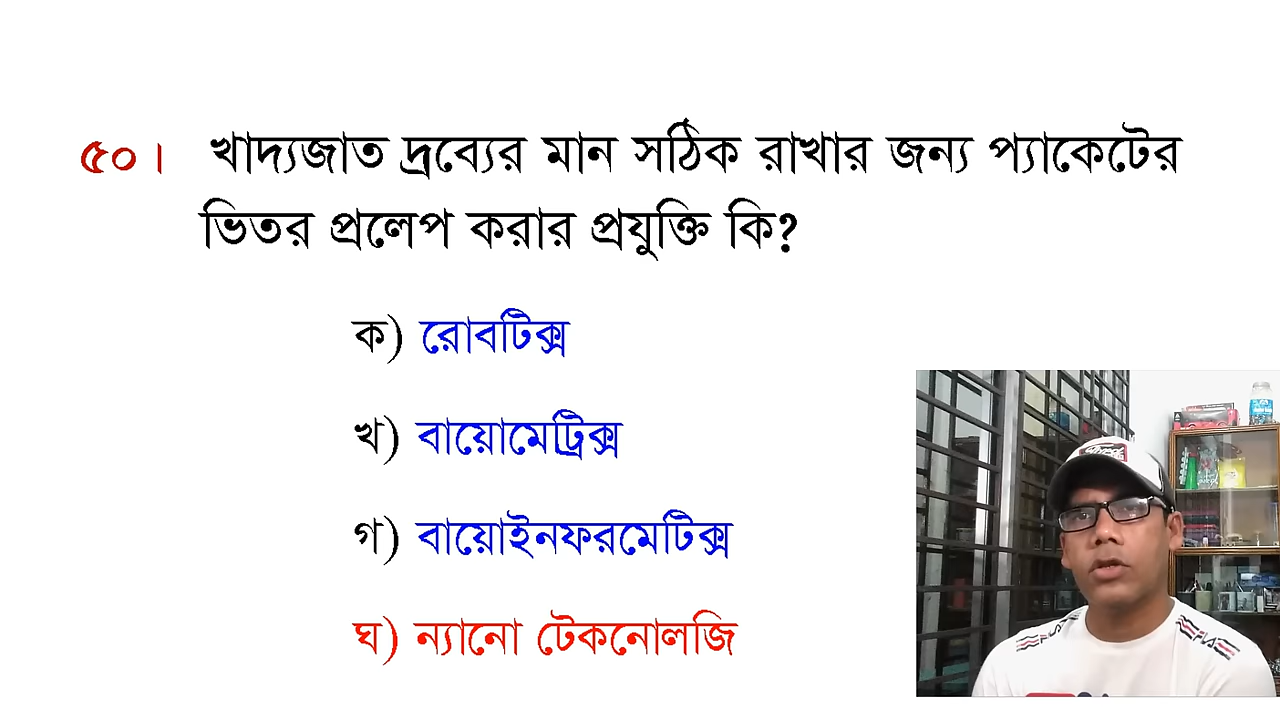 ৫০। খাদ্যজাত দ্রব্যের মান সঠিক রাখার জন্য প্যাকেটের
ভিতর প্রলেপ করার প্রযুক্তি কি?
ক) রোবটিক্স
খ) বায়োমেট্রিক্স
গ) বায়োইনফরমেটিক্স
ঘ) ন্যানো টেকনোলজি